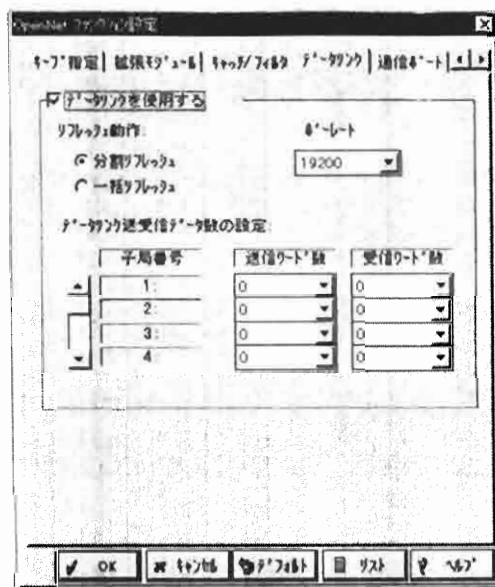 OpenNet ファンクション設定
キープ指定 拡張モジュール キャッチ/フィルタ データリンク 通信ポート
データリンクを使用する
リフレッシュ動作:
ボーレート
分割リフレッシュ
19200
一括リフレッシュ
データリンク送受信データ数の設定:
子局番号 送信ワード数 受信ワード数
1: 0 0
2: 0 0
3: 0 0
4: 0 0
OK キャンセル デフォルト リスト ヘルプ